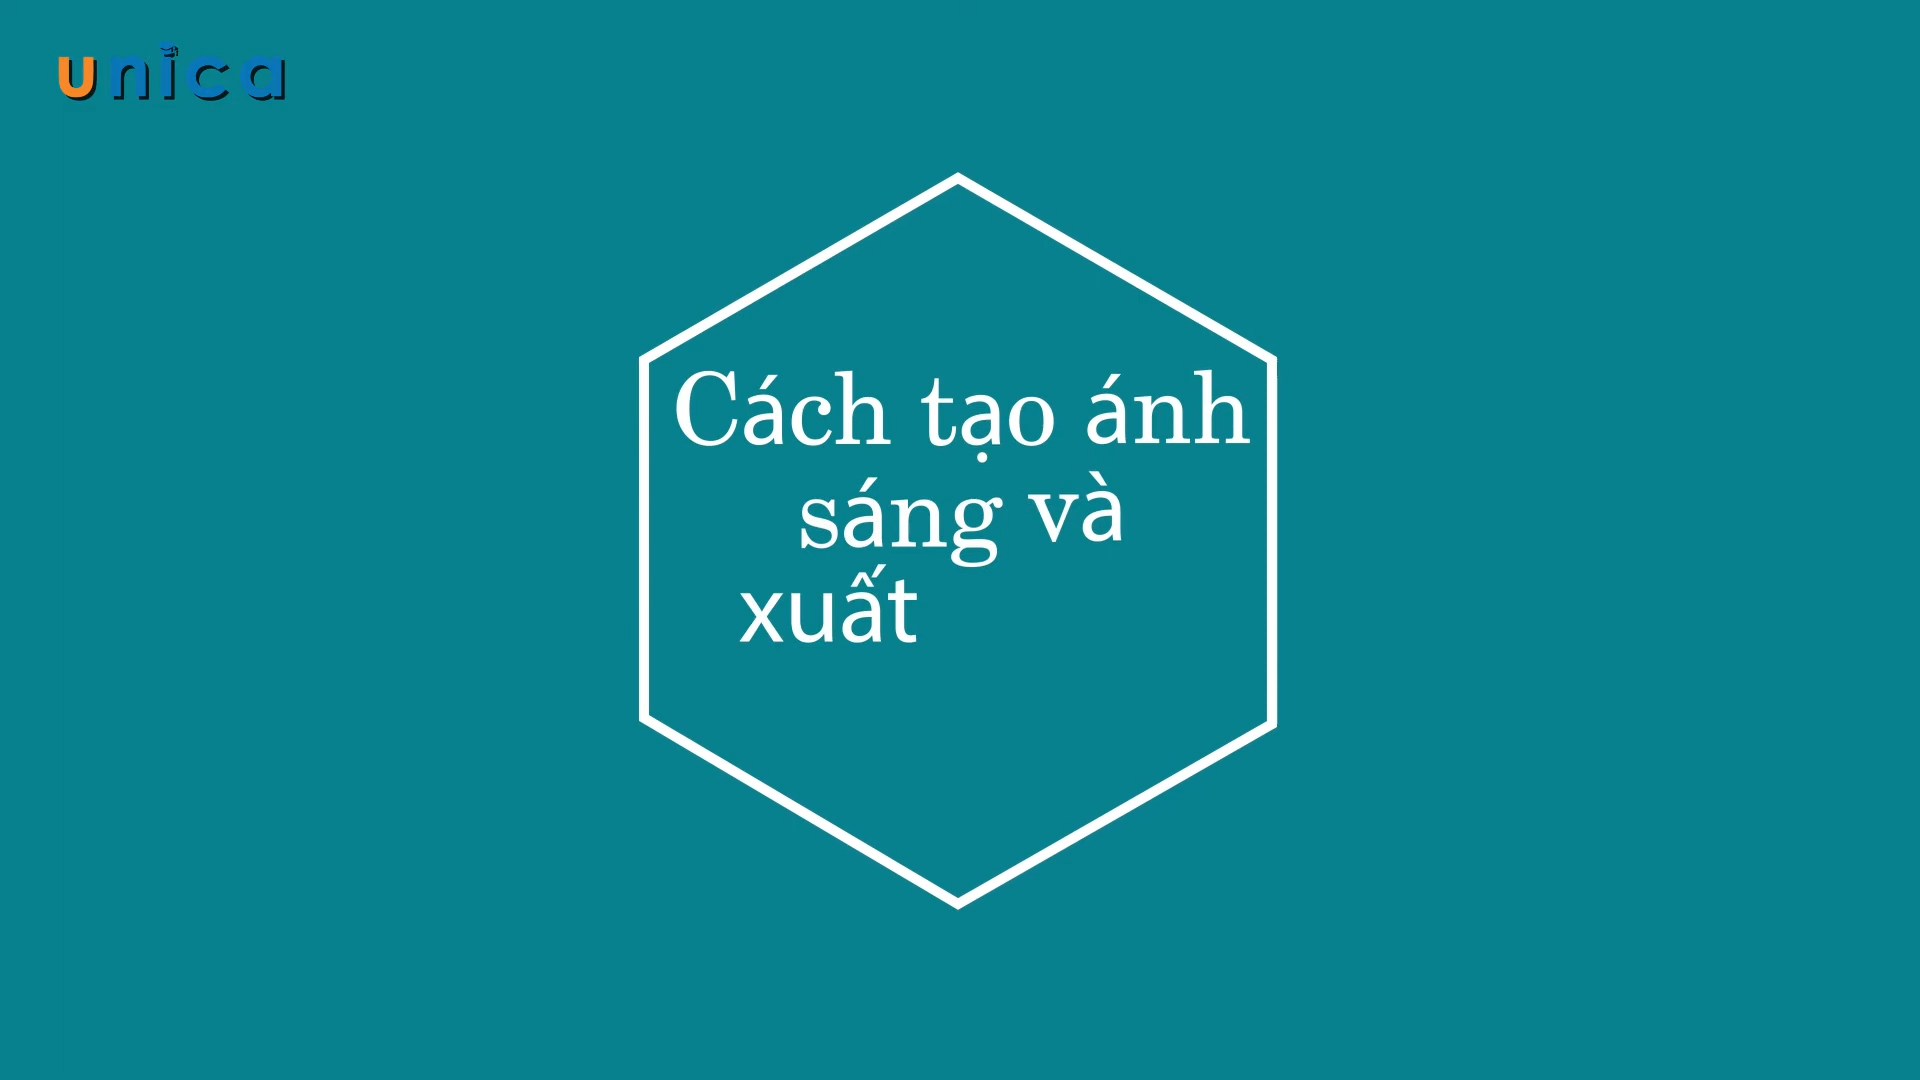 unica
Cách tạo ánh
sáng và
xuất